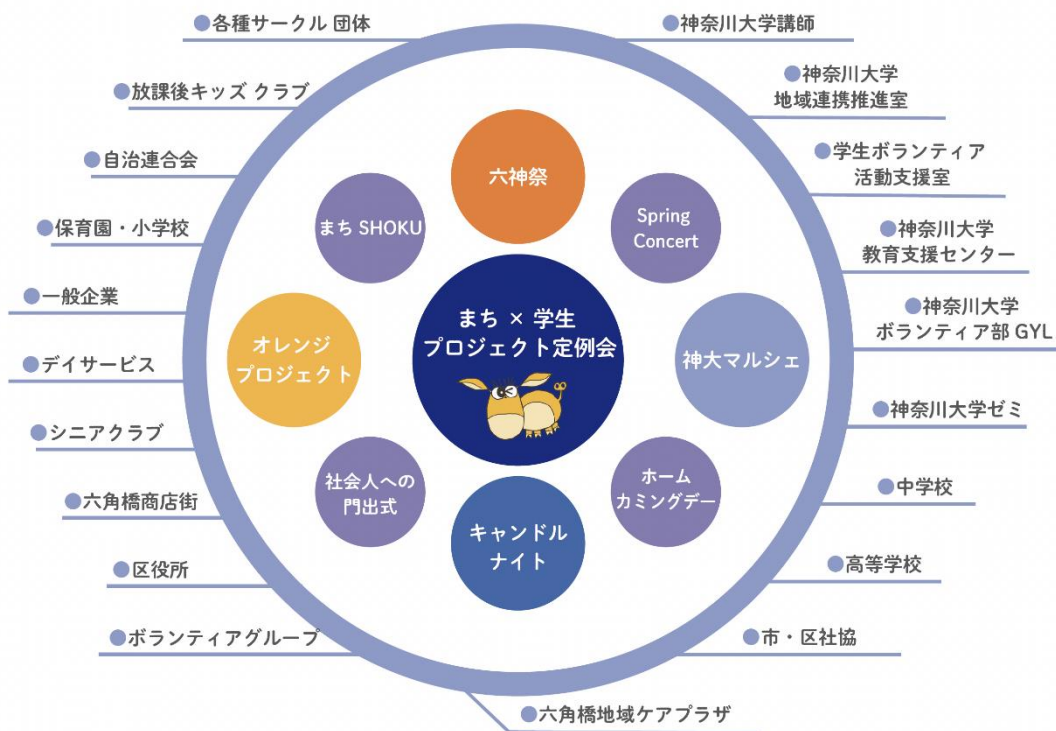 ●各種サークル 団体
●放課後キッズ クラブ
●自治連合会
●保育園・小学校
●一般企業
●デイサービス
●シニアクラブ
●六角橋商店街
●区役所
●ボランティアグループ
●神奈川大学講師
●神奈川大学
地域連携推進室
●学生ボランティア
活動支援室
●神奈川大学
教育支援センター
●神奈川大学
ボランティア部 GYL
●神奈川大学ゼミ
●中学校
●高等学校
●市・区社協
●六角橋地域ケアプラザ
六神祭
まち SHOKU
Spring
Concert
オレンジ
プロジェクト
まち × 学生
プロジェクト定例会
神大マルシェ
社会人への
門出式
キャンドル
ナイト
ホーム
カミングデー